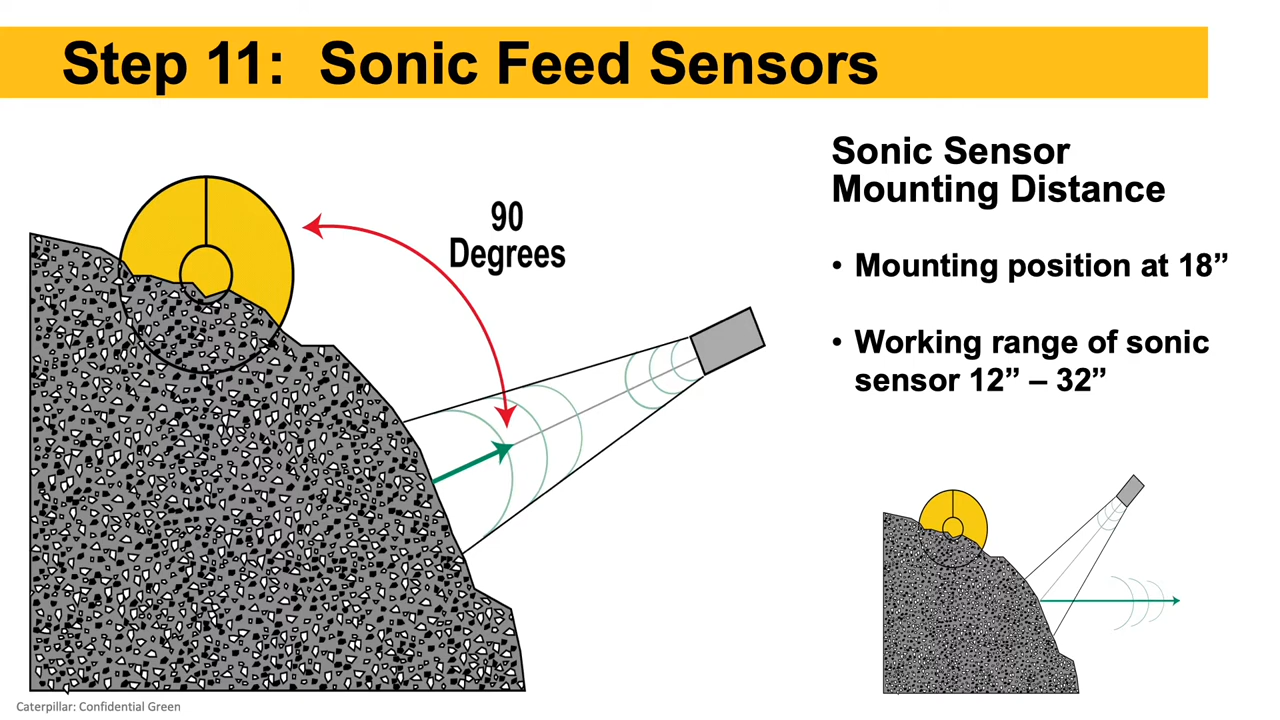 Step 11: Sonic Feed Sensors
90
Degrees
Sonic Sensor
Mounting Distance
• Mounting position at 18”
• Working range of sonic
sensor 12” – 32”
Caterpillar: Confidential Green